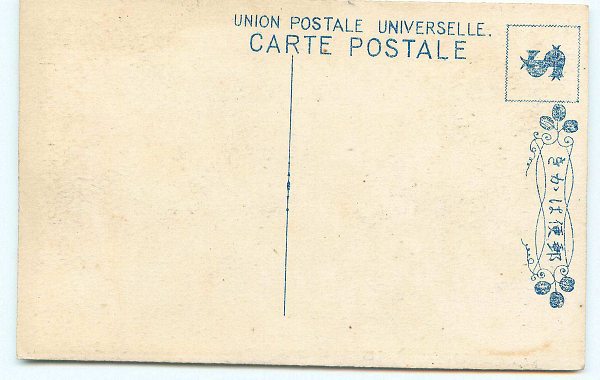 UNION POSTALE UNIVERSELLE.
CARTE POSTALE
郵便はかき